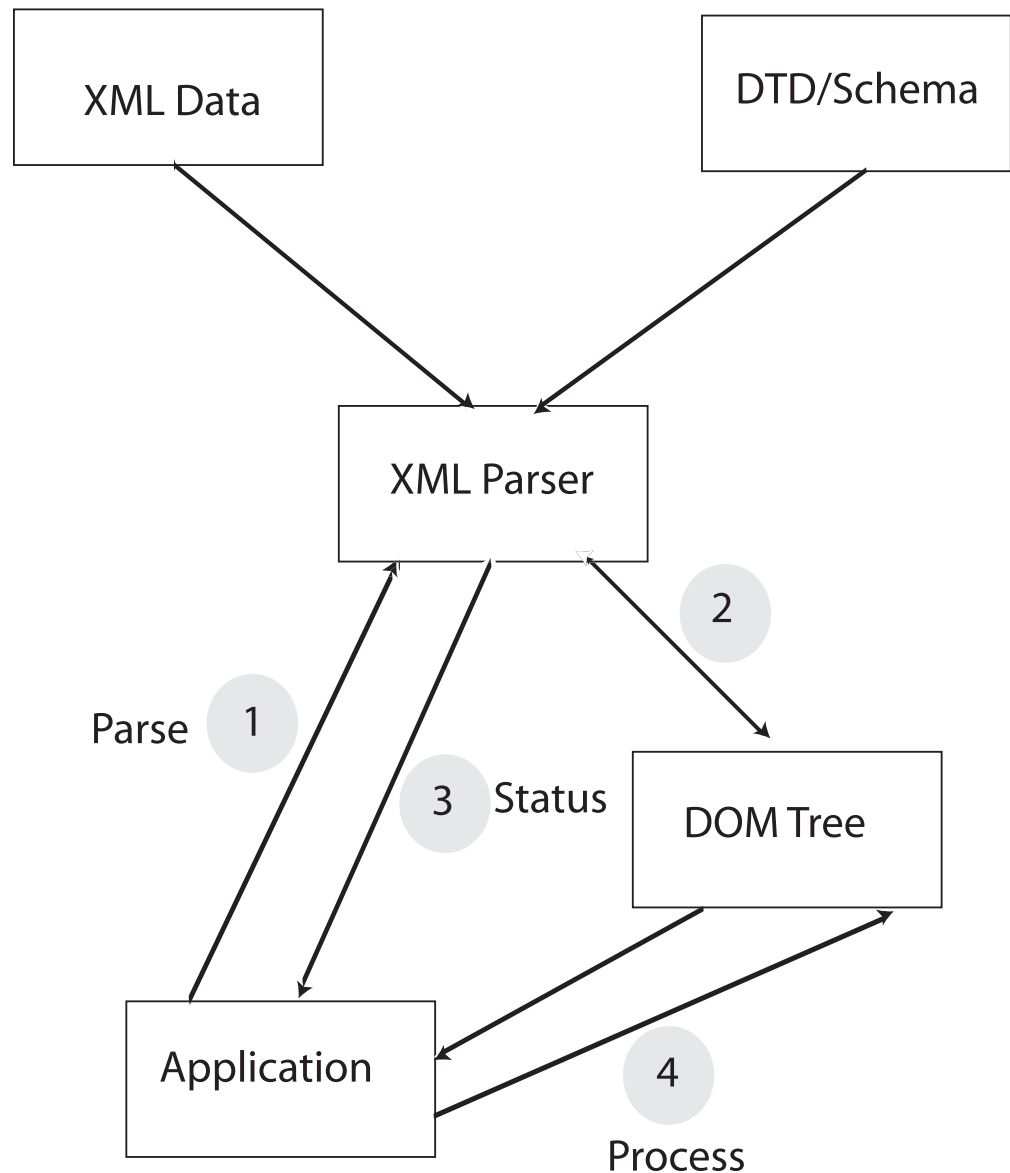 XML Data
DTD/Schema
XML Parser
2
Parse
1
3
Status
DOM Tree
Application
4
Process